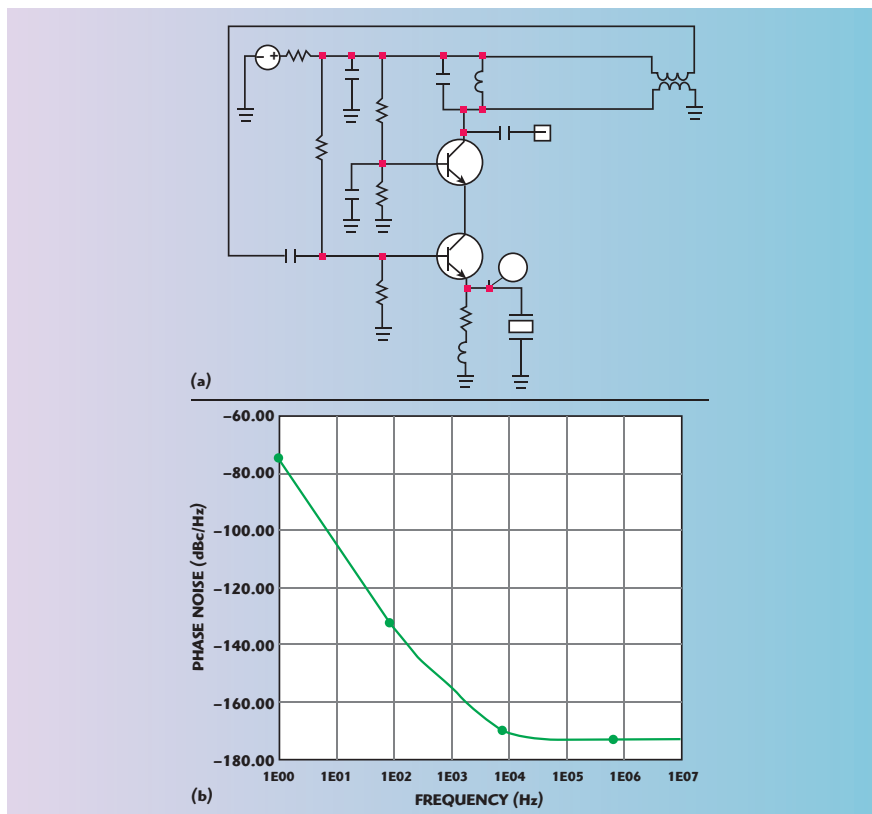 − +
(a)
−60.00
−80.00
−100.00
−120.00
−140.00
−160.00
−180.00
PHASE NOISE (dBc/Hz)
1E00 1E01 1E02 1E03 1E04 1E05 1E06 1E07
FREQUENCY (Hz)
(b)